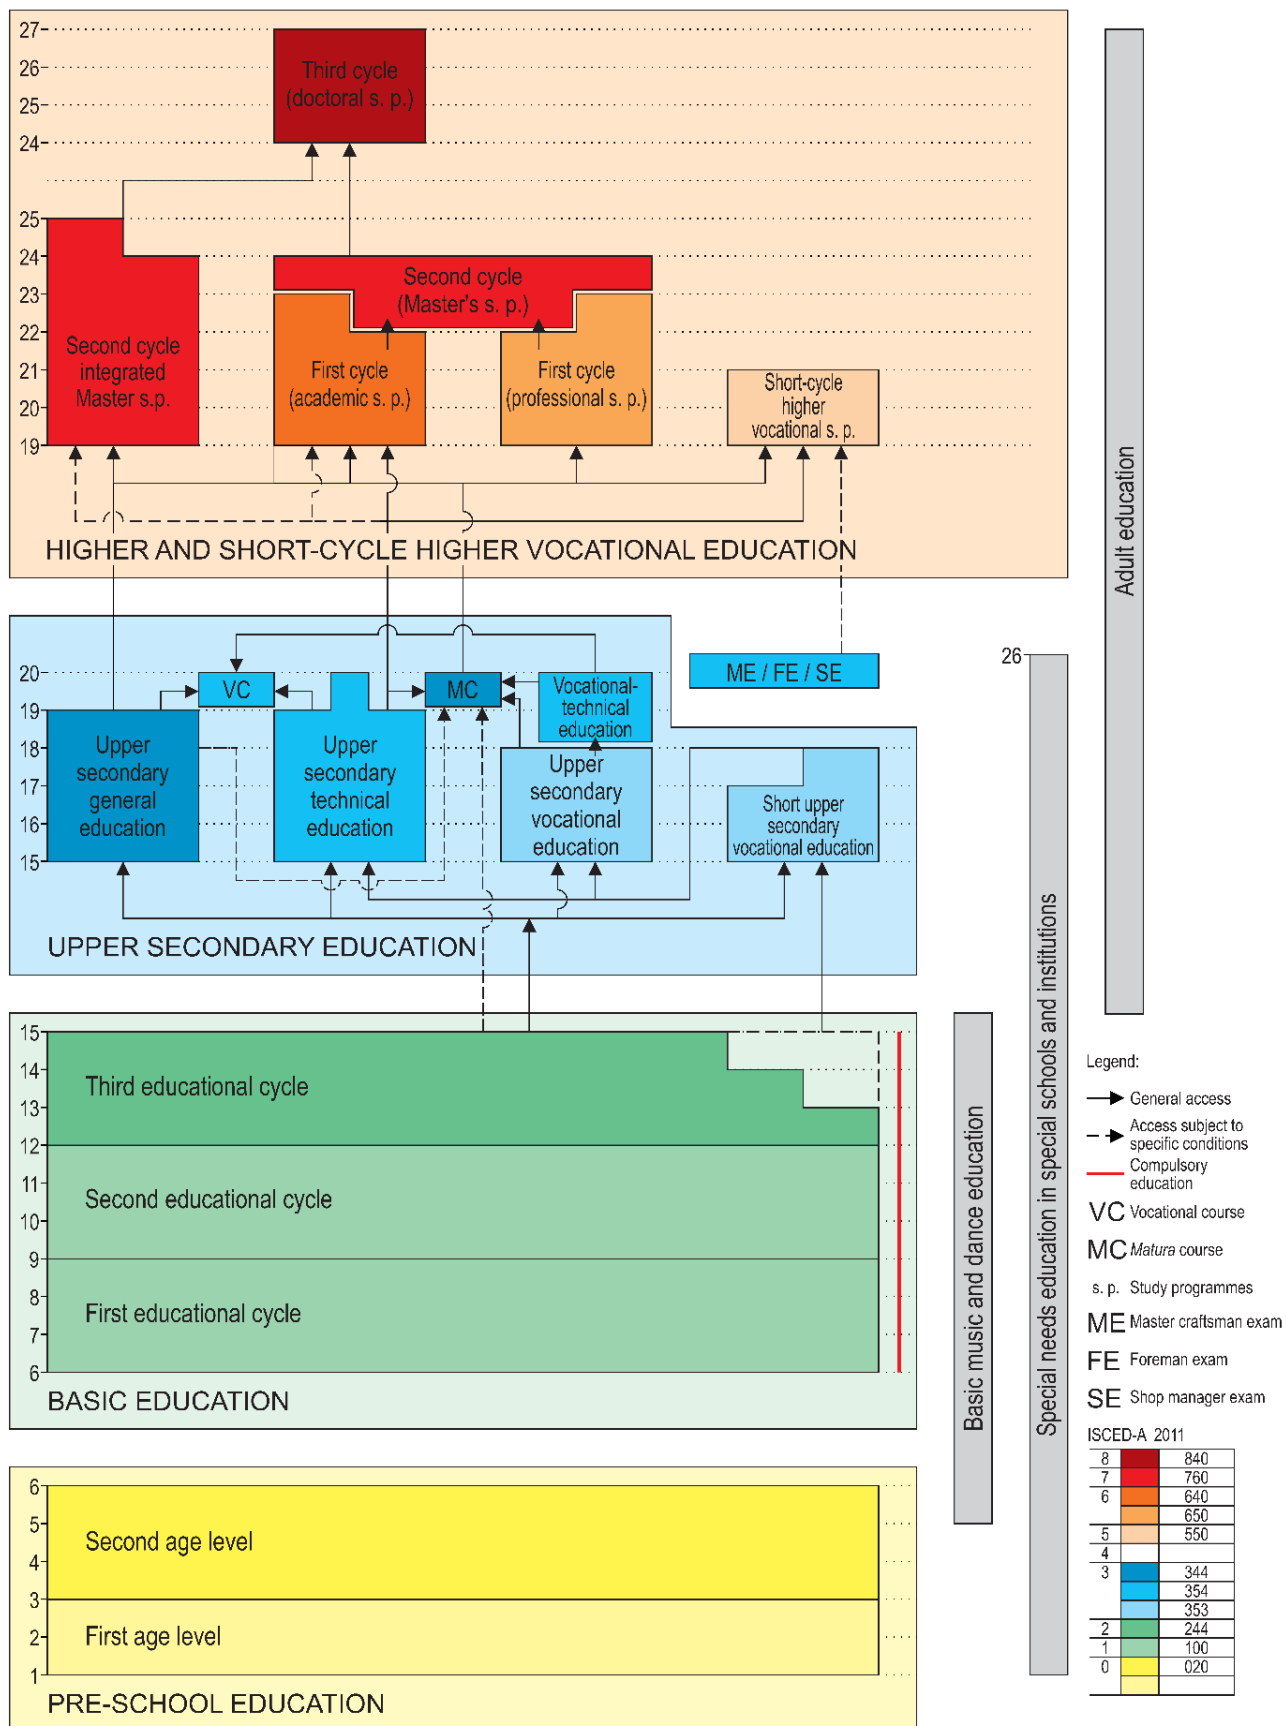 27
26
25
24
Third cycle
(doctoral s. p.)
25
24
23
22
21
20
19
Second cycle
integrated
Master s.p.
Second cycle
(Master's s. p.)
First cycle
(academic s. p.)
First cycle
(professional s. p.)
Short-cycle
higher
vocational s. p.
HIGHER AND SHORT-CYCLE HIGHER VOCATIONAL EDUCATION
20
19
18
17
16
15
VC
MC
Vocational-
technical
education
ME / FE / SE
Upper
secondary
general
education
Upper
secondary
technical
education
Upper
secondary
vocational
education
Short upper
secondary
vocational education
UPPER SECONDARY EDUCATION
15
14
13
12
11
10
9
8
7
6
Third educational cycle
Second educational cycle
First educational cycle
BASIC EDUCATION
6
5
4
3
2
1
Second age level
First age level
PRE-SCHOOL EDUCATION
Basic music and dance education
26
Special needs education in special schools and institutions
Adult education
Legend:
General access
Access subject to
specific conditions
Compulsory
education
VC Vocational course
MC Matura course
s. p. Study programmes
ME Master craftsman exam
FE Foreman exam
SE Shop manager exam
ISCED-A 2011
8 840
7 760
6 640
650
5 550
4
3 344
354
353
2 244
1 100
0 020